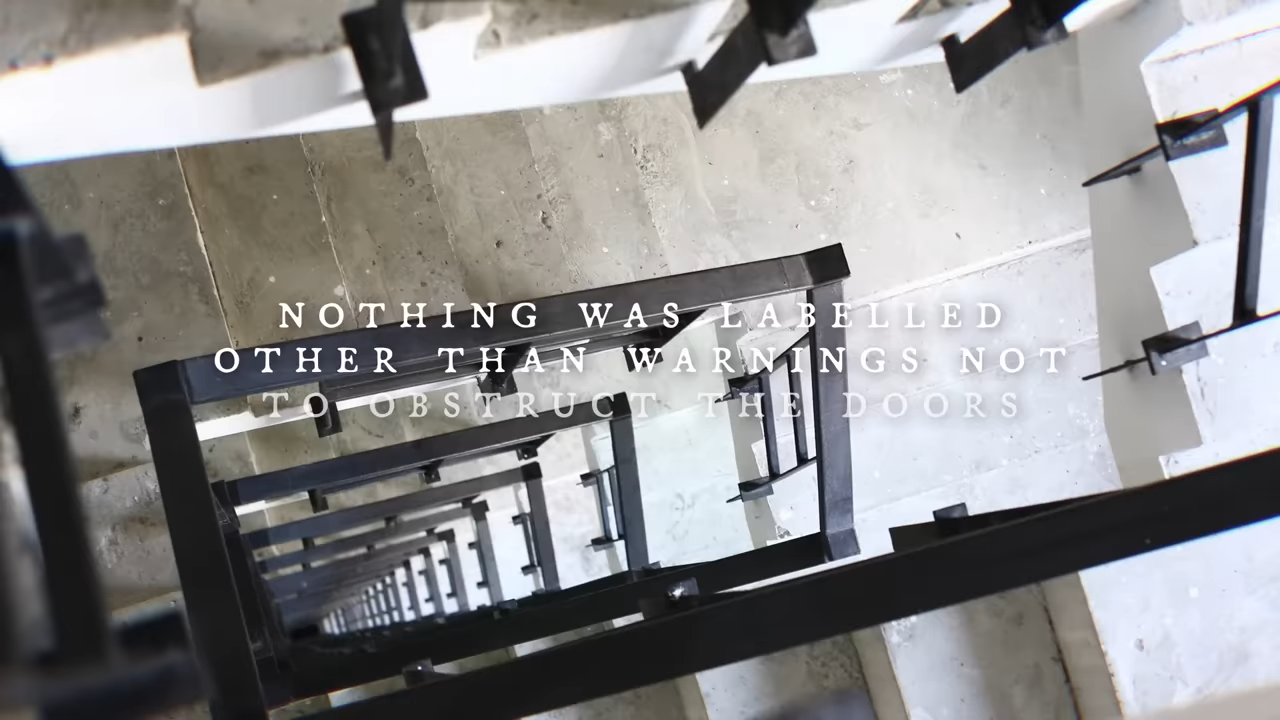 NOTHING WAS LABELLED
OTHER THAN WARNINGS NOT
TO OBSTRUCT THE DOORS